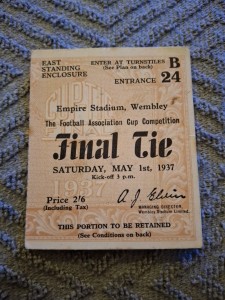 EAST
STANDING
ENCLOSURE
ENTER AT TURNSTILES
(See Plan on back)
B
ENTRANCE 24
Empire Stadium, Wembley
The Football Association Cup Competition
Final Tie
SATURDAY, MAY 1st, 1937
Kick-off 3 p.m.
Price 2/6
(Including Tax)
A. J. Elvin
MANAGING DIRECTOR,
Wembley Stadium Limited.
THIS PORTION TO BE RETAINED
(See Conditions on back)